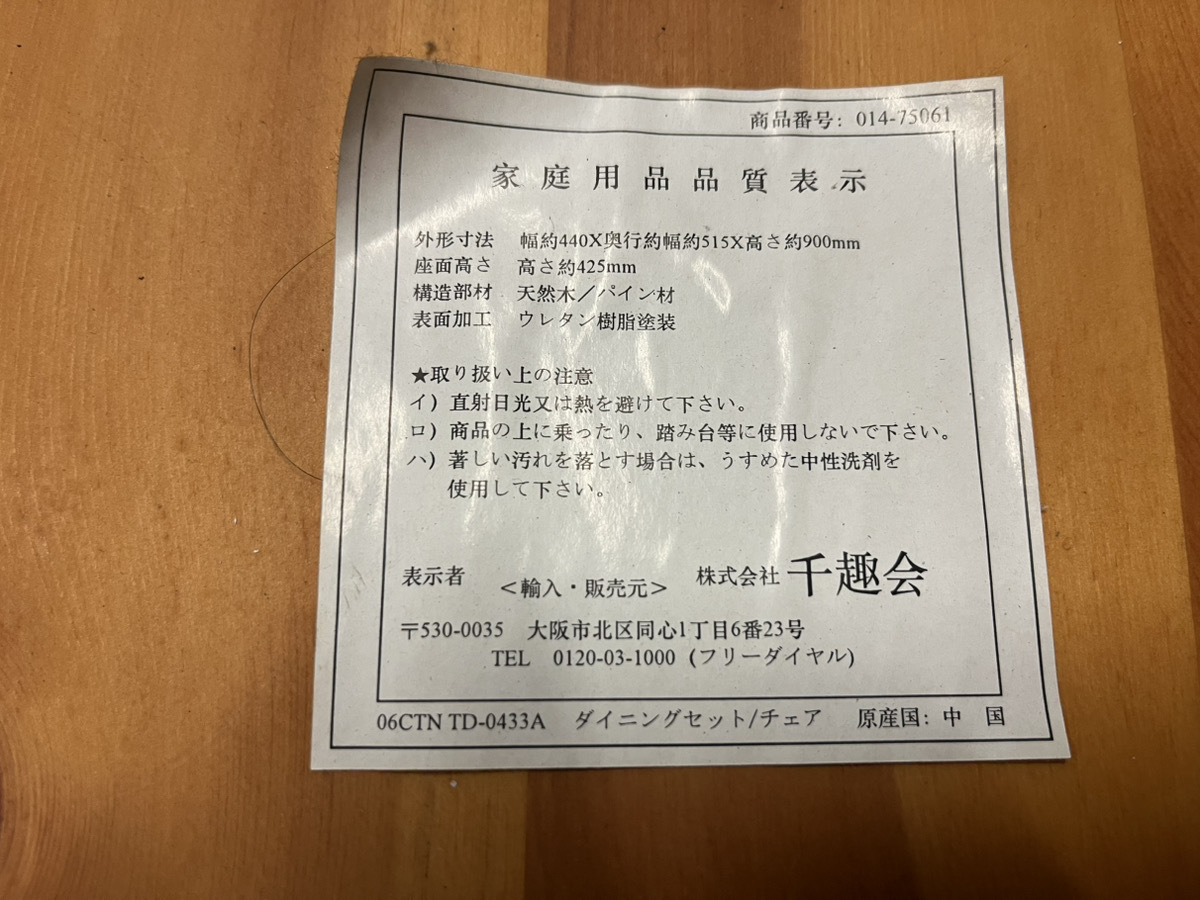 商品番号: 014-75061
家庭用品品質表示
外形寸法 幅約440X奥行約幅約515X高さ約900mm
座面高さ 高さ約425mm
構造部材 天然木／パイン材
表面加工 ウレタン樹脂塗装
★取り扱い上の注意
イ）直射日光又は熱を避けて下さい。
ロ）商品の上に乗ったり、踏み台等に使用しないで下さい。
ハ）著しい汚れを落とす場合は、うすめた中性洗剤を
使用して下さい。
表示者 ＜輸入・販売元＞ 株式会社 千趣会
〒530-0035 大阪市北区同心1丁目6番23号
TEL 0120-03-1000 (フリーダイヤル)
06CTN TD-0433A ダイニングセット/チェア 原産国: 中 国